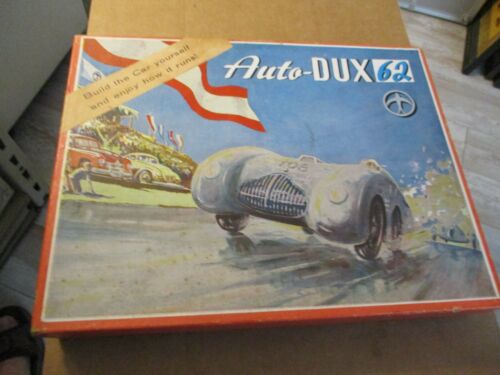 Build the Car yourself
and enjoy how it runs!
Auto-DUX 62